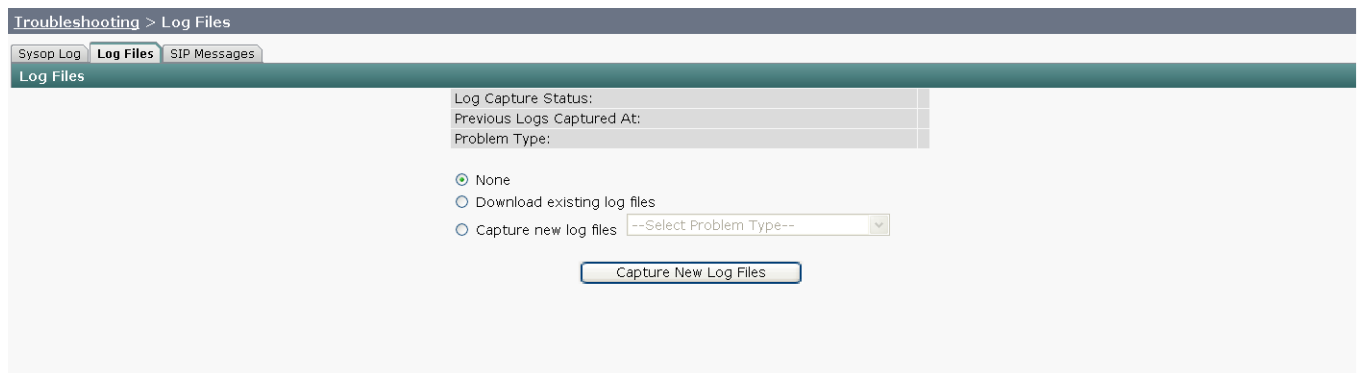 Troubleshooting > Log Files
Sysop Log Log Files SIP Messages
Log Files
Log Capture Status:
Previous Logs Captured At:
Problem Type:
None
Download existing log files
Capture new log files --Select Problem Type--
Capture New Log Files